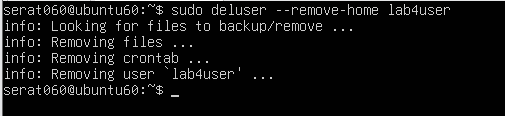 serat060@ubuntu60:~$ sudo deluser --remove-home lab4user
info: Looking for files to backup/remove ...
info: Removing files ...
info: Removing crontab ...
info: Removing user `lab4user' ...
serat060@ubuntu60:~$ _